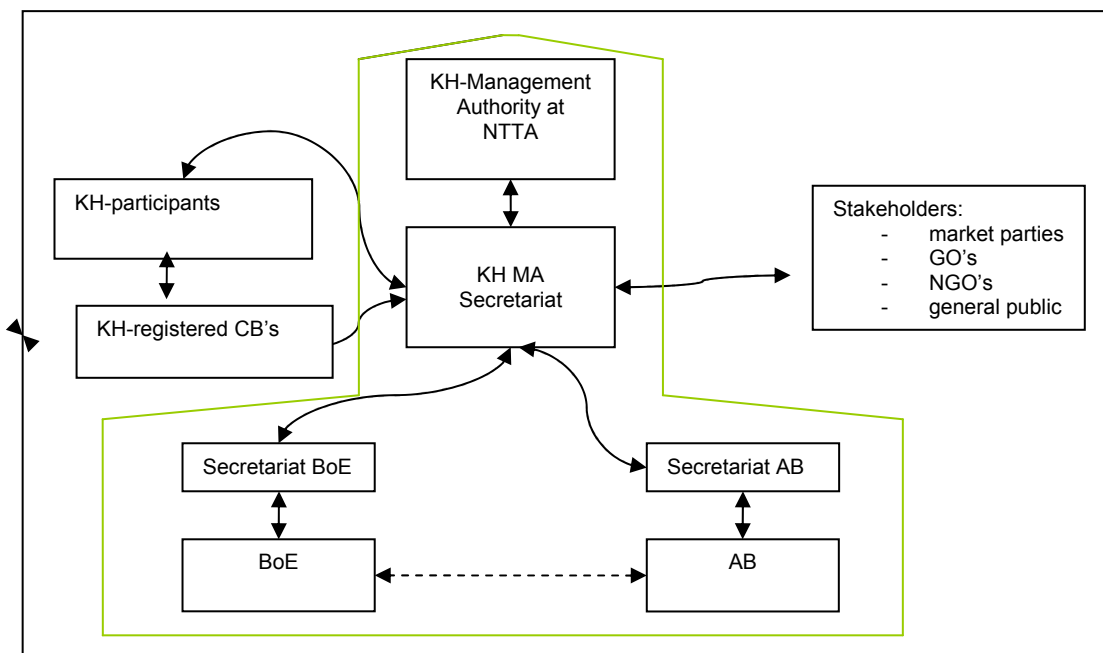 KH-Management
Authority at
NTTA
KH-participants
Stakeholders:
- market parties
- GO's
- NGO's
- general public
KH MA
Secretariat
KH-registered CB's
Secretariat BoE
Secretariat AB
BoE
AB